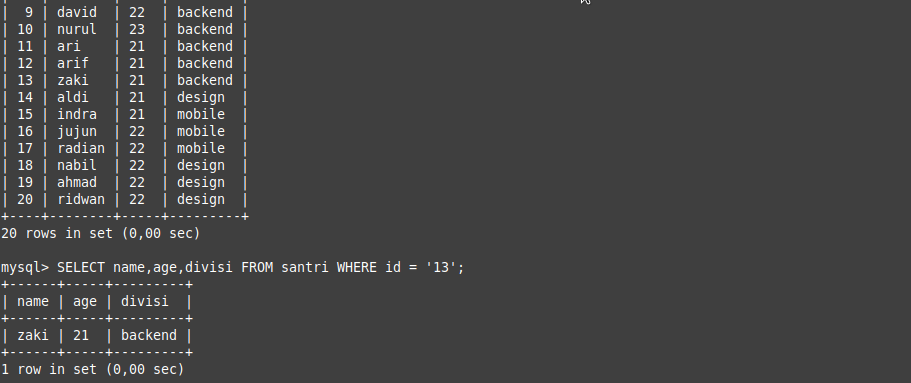 |  9 | david  | 22  | backend |
| 10 | nurul  | 23  | backend |
| 11 | ari    | 21  | backend |
| 12 | arif   | 21  | backend |
| 13 | zaki   | 21  | backend |
| 14 | aldi   | 21  | design  |
| 15 | indra  | 21  | mobile  |
| 16 | jujun  | 22  | mobile  |
| 17 | radian | 22  | mobile  |
| 18 | nabil  | 22  | design  |
| 19 | ahmad  | 22  | design  |
| 20 | ridwan | 22  | design  |
+----+--------+-----+---------+
20 rows in set (0,00 sec)

mysql> SELECT name,age,divisi FROM santri WHERE id = '13';
+------+-----+---------+
| name | age | divisi  |
+------+-----+---------+
| zaki | 21  | backend |
+------+-----+---------+
1 row in set (0,00 sec)